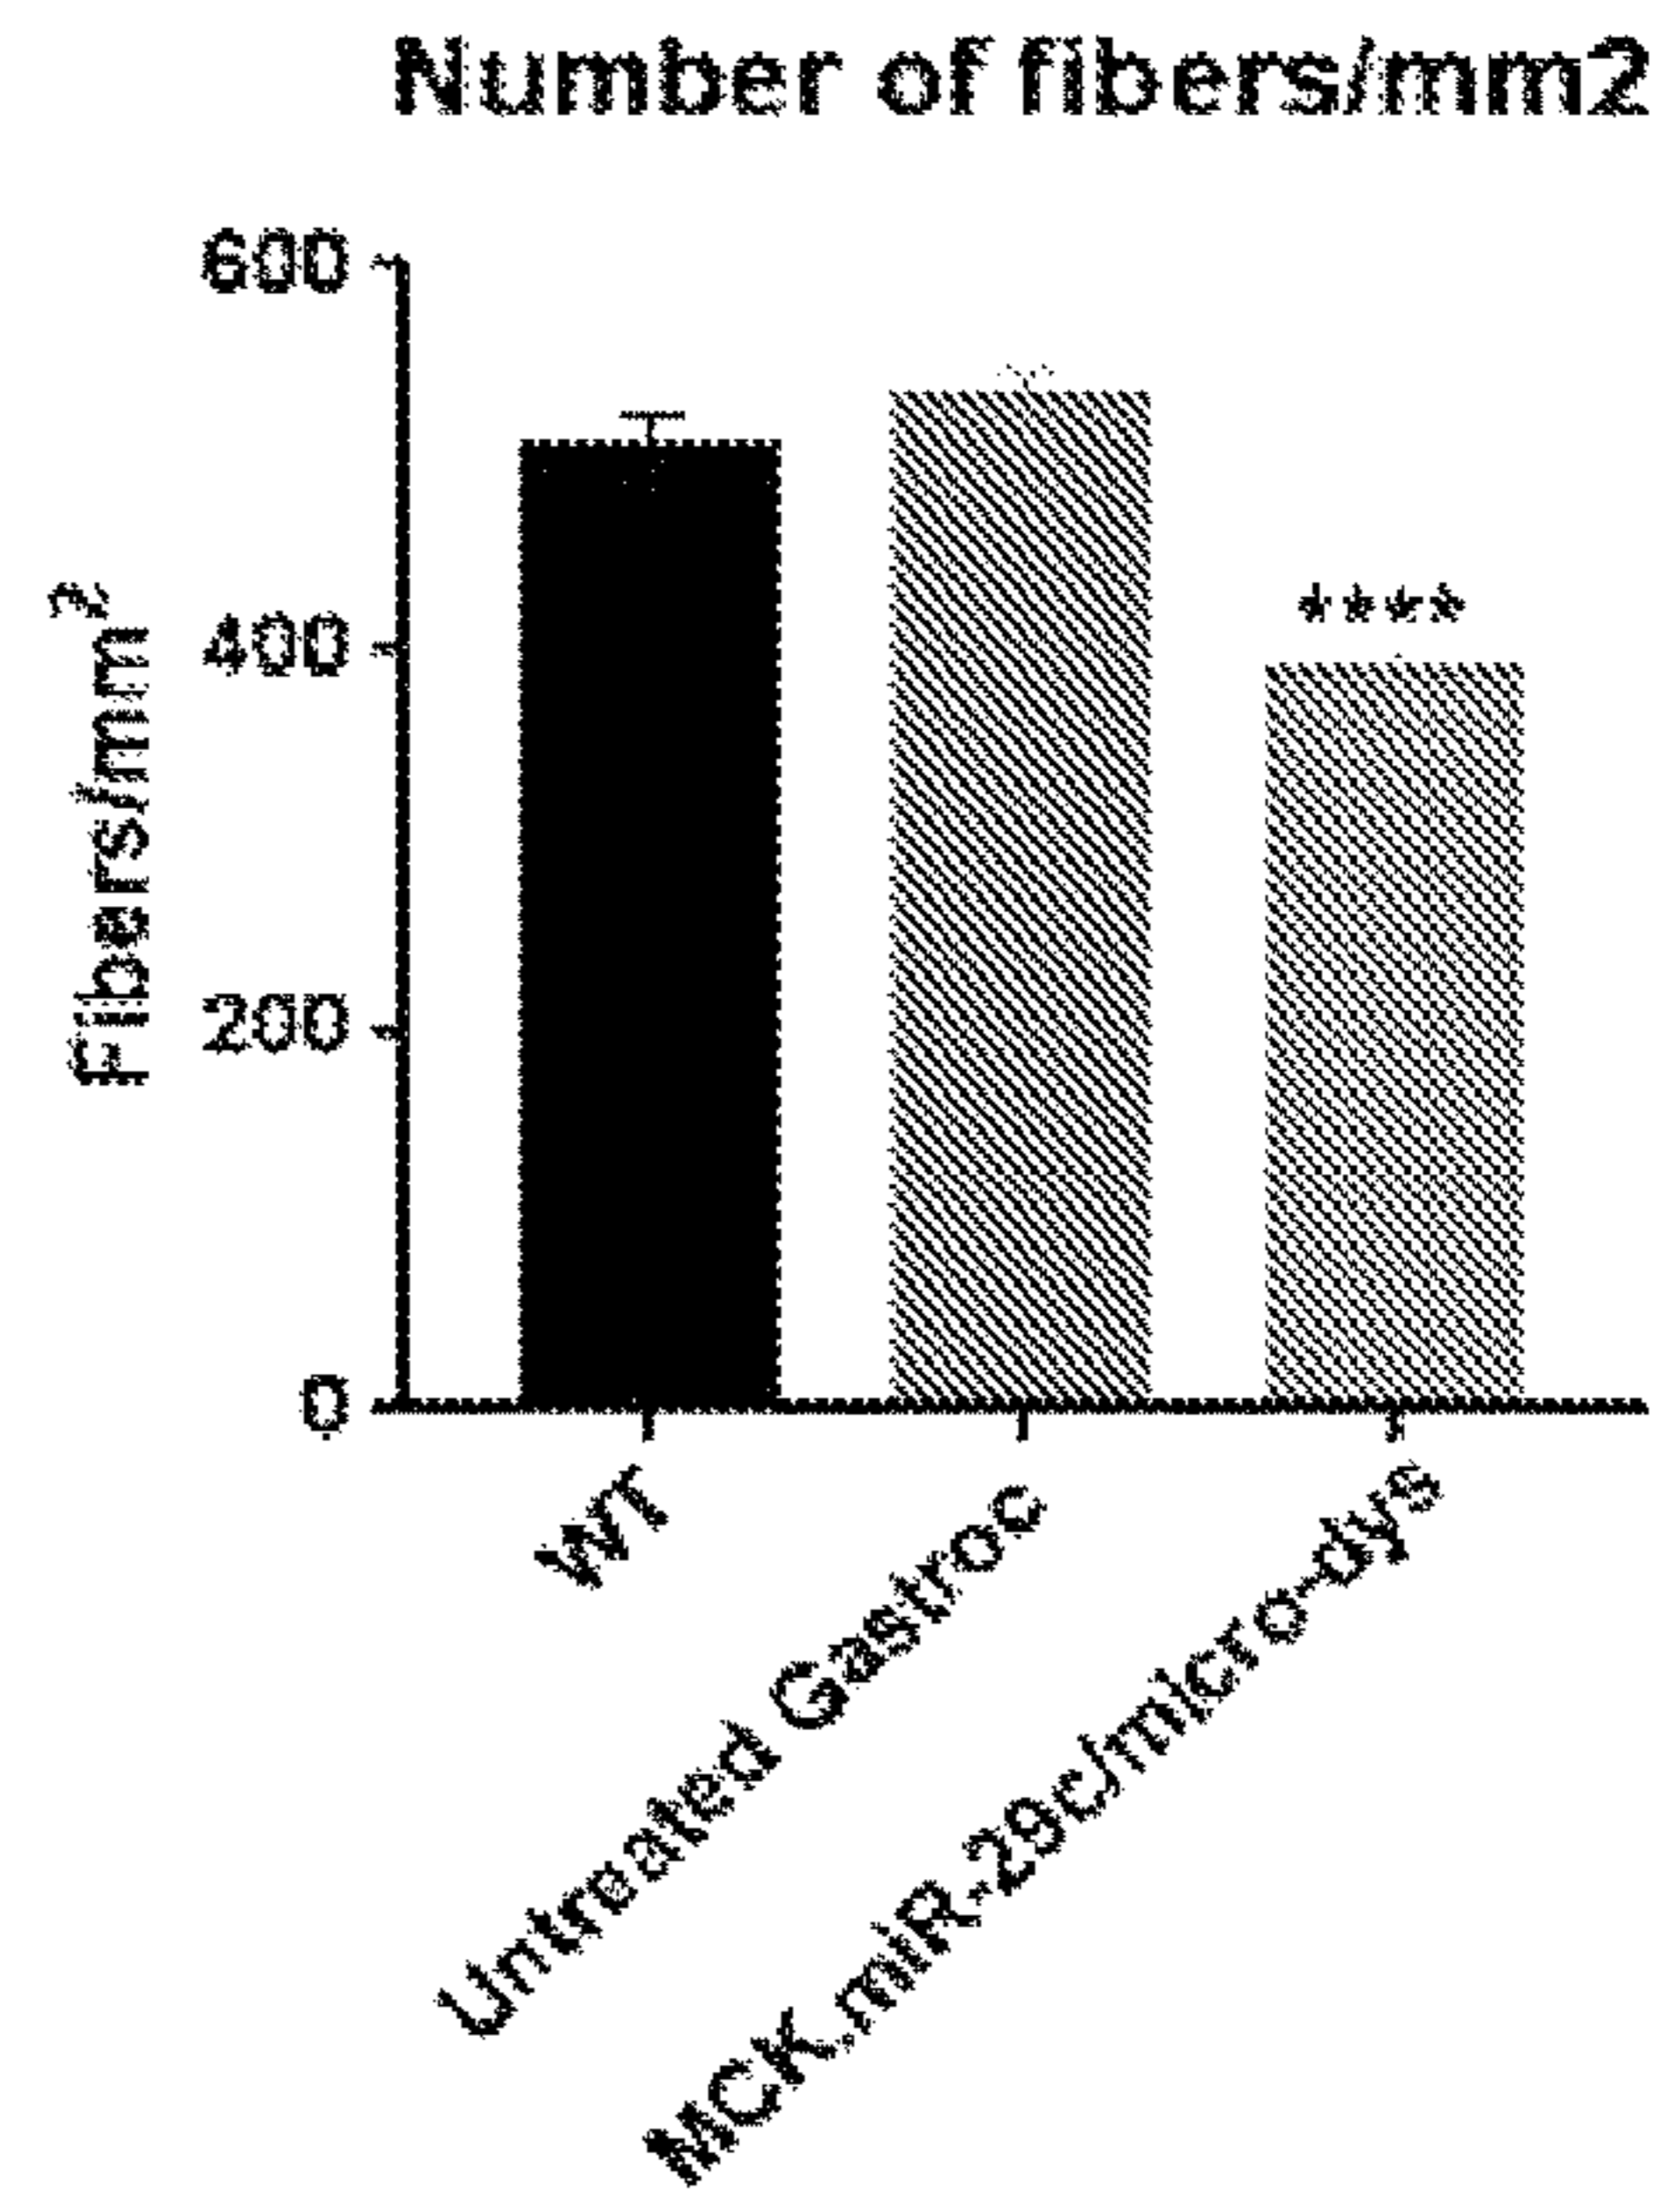 Number of fibers/mm2
600
400
200
0
Fibers/mm²
****
WT
Untreated Gastroc
MCK.miR-29c/micro-dys